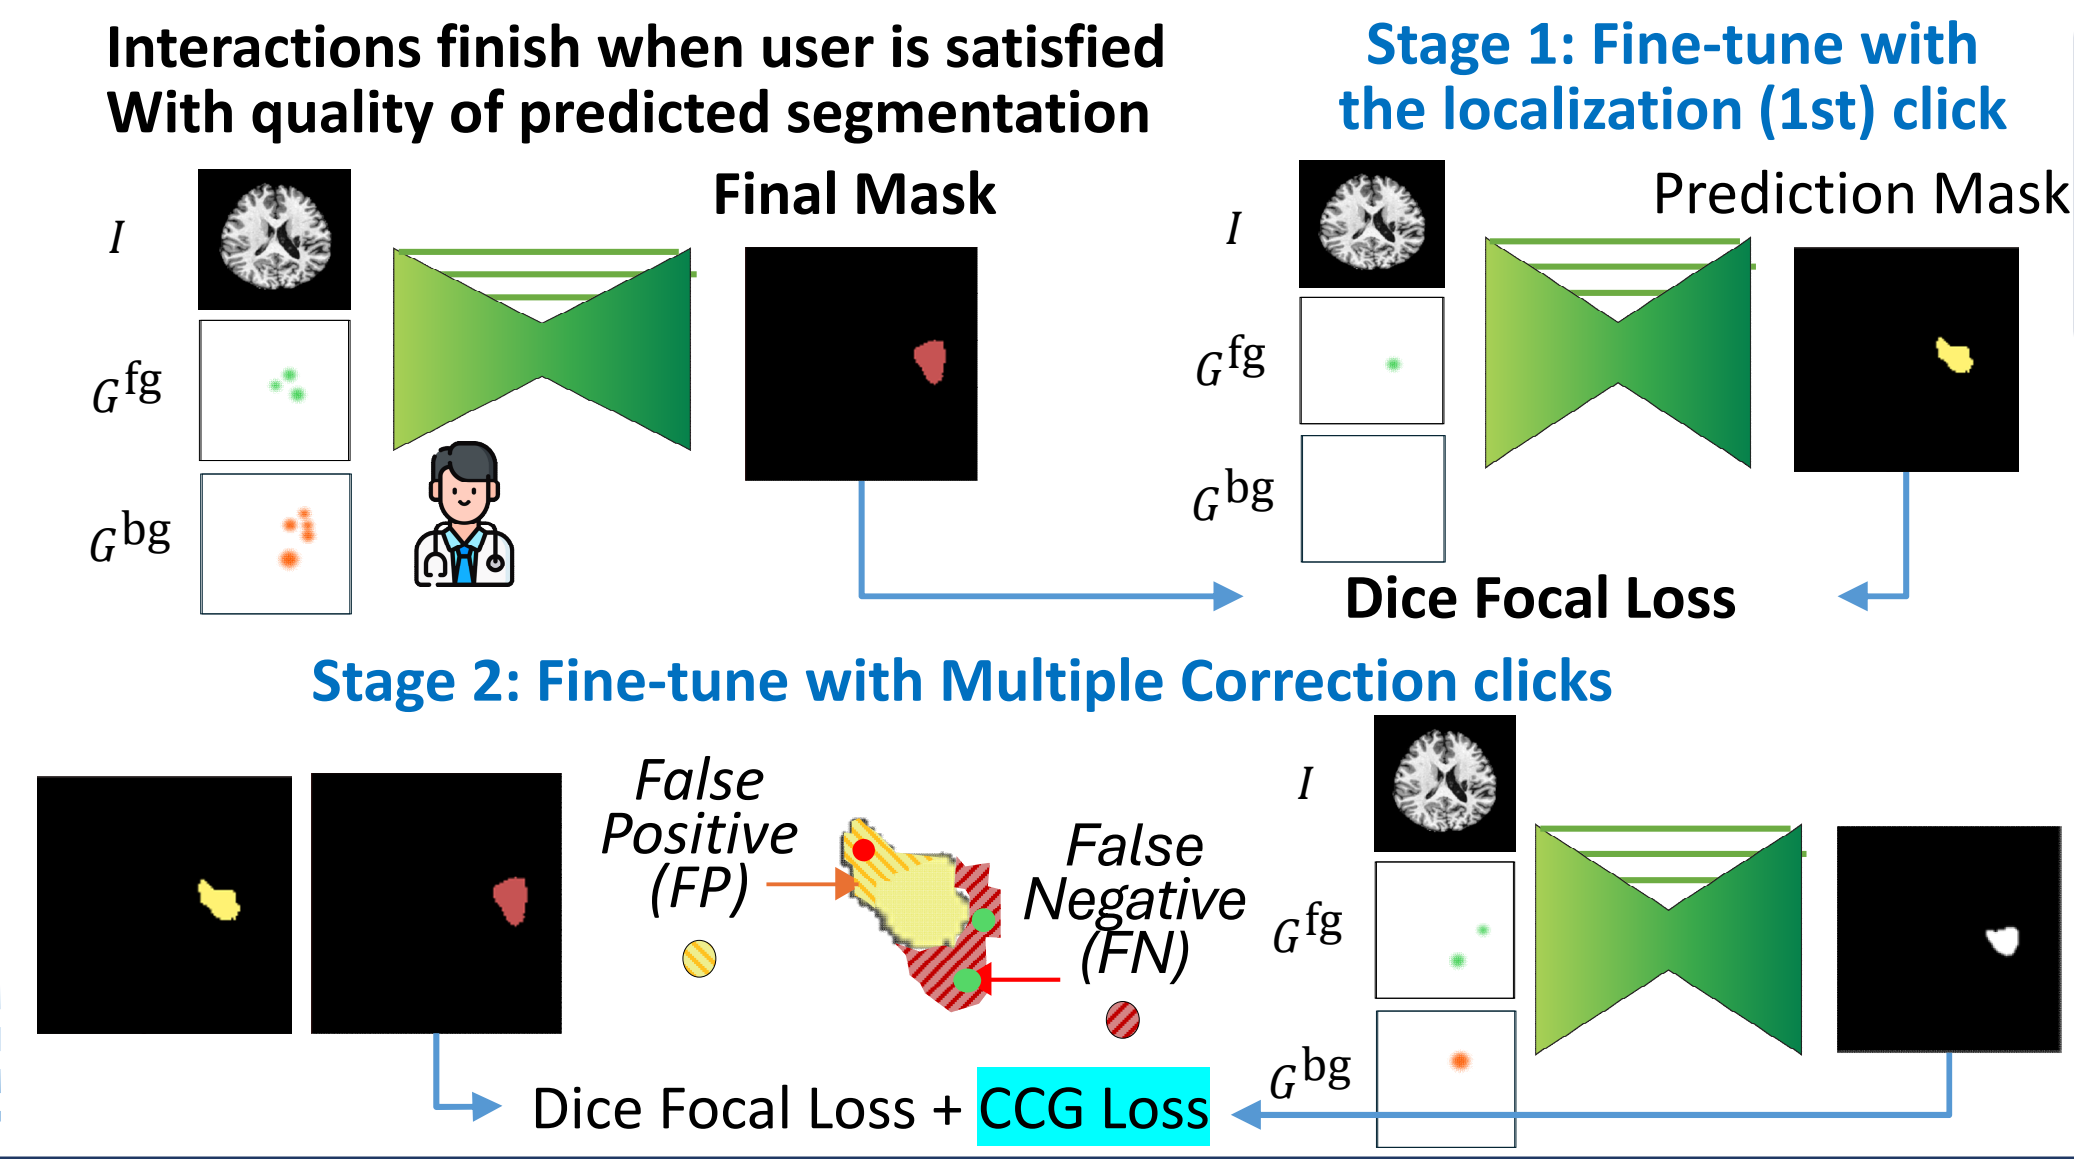 Interactions finish when user is satisfied
With quality of predicted segmentation
Final Mask
I
G^fg
G^bg
Stage 1: Fine-tune with
the localization (1st) click
Prediction Mask
I
G^fg
G^bg
Dice Focal Loss
Stage 2: Fine-tune with Multiple Correction clicks
False
Positive
(FP)
False
Negative
(FN)
I
G^fg
G^bg
Dice Focal Loss + CCG Loss